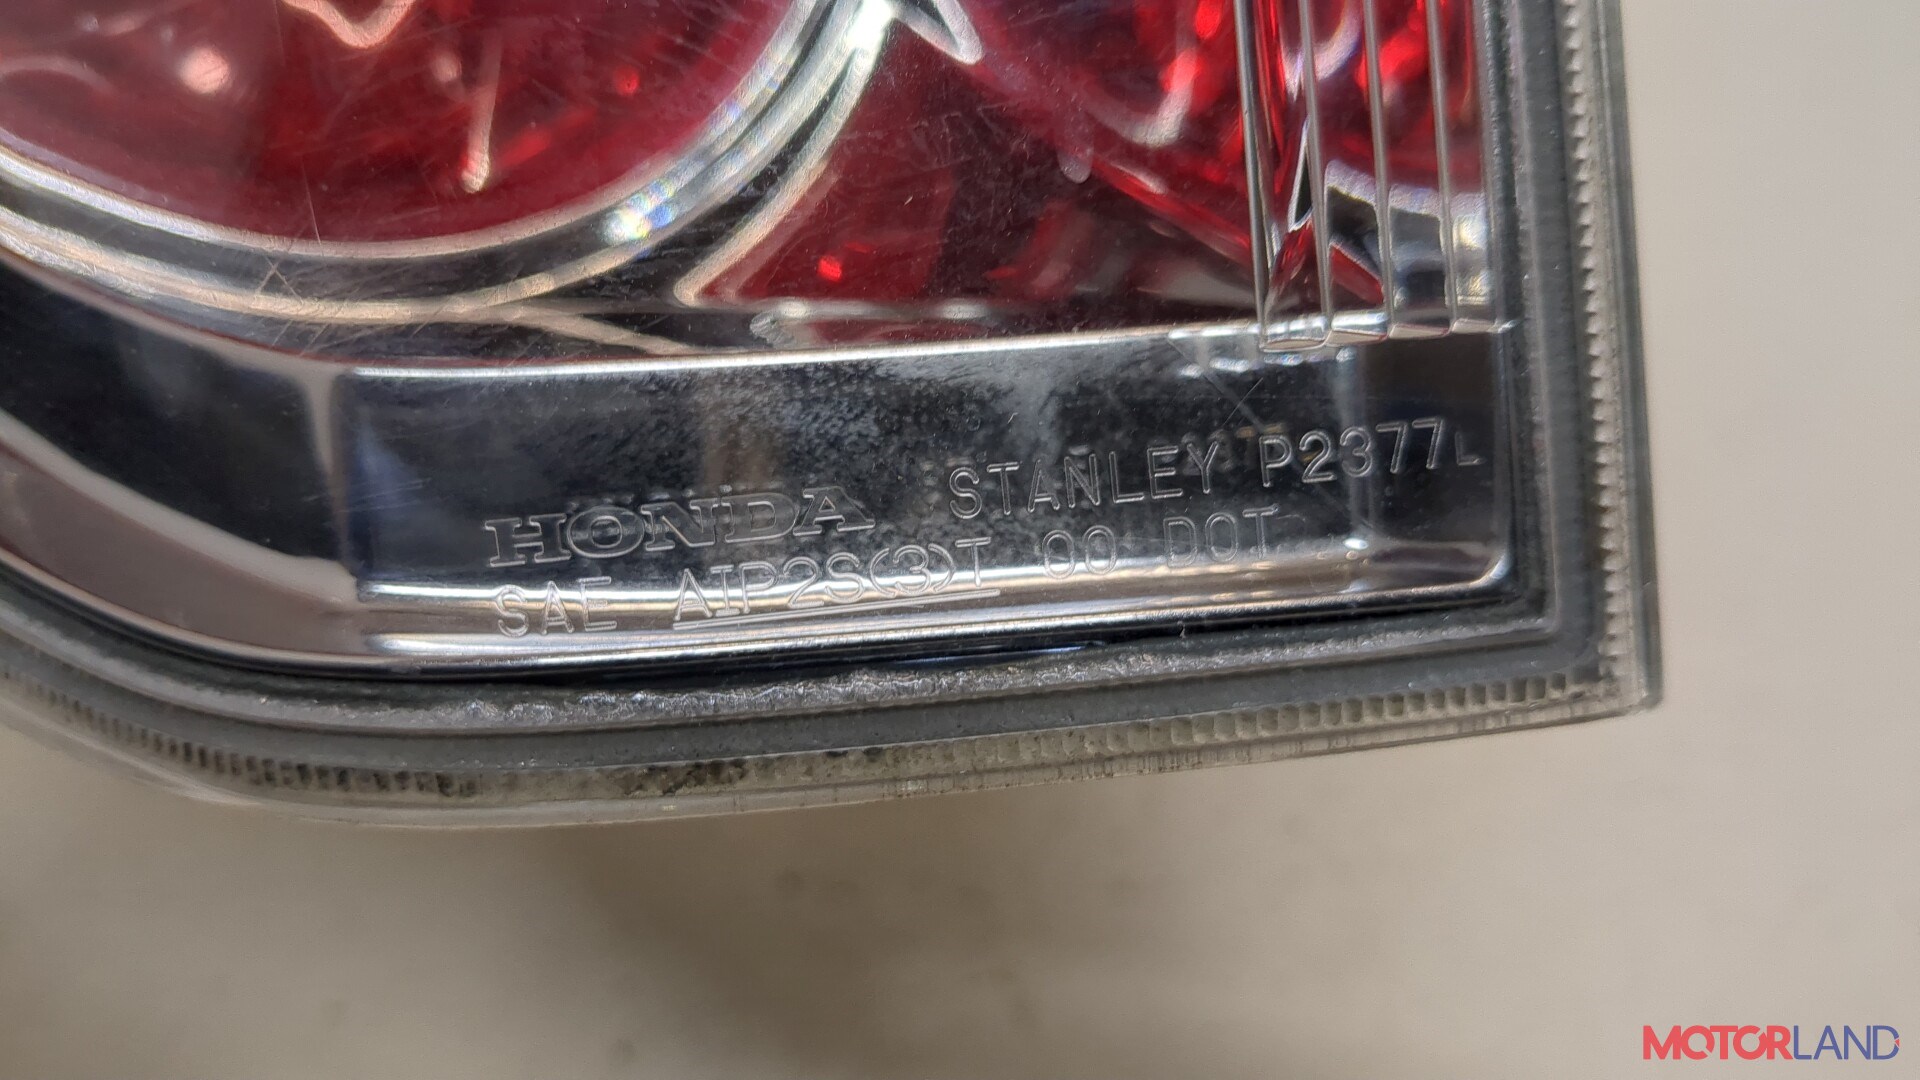 HONDA STANLEY P2377L
SAE AIP2S(3)T 00 DOT
MOTORLAND